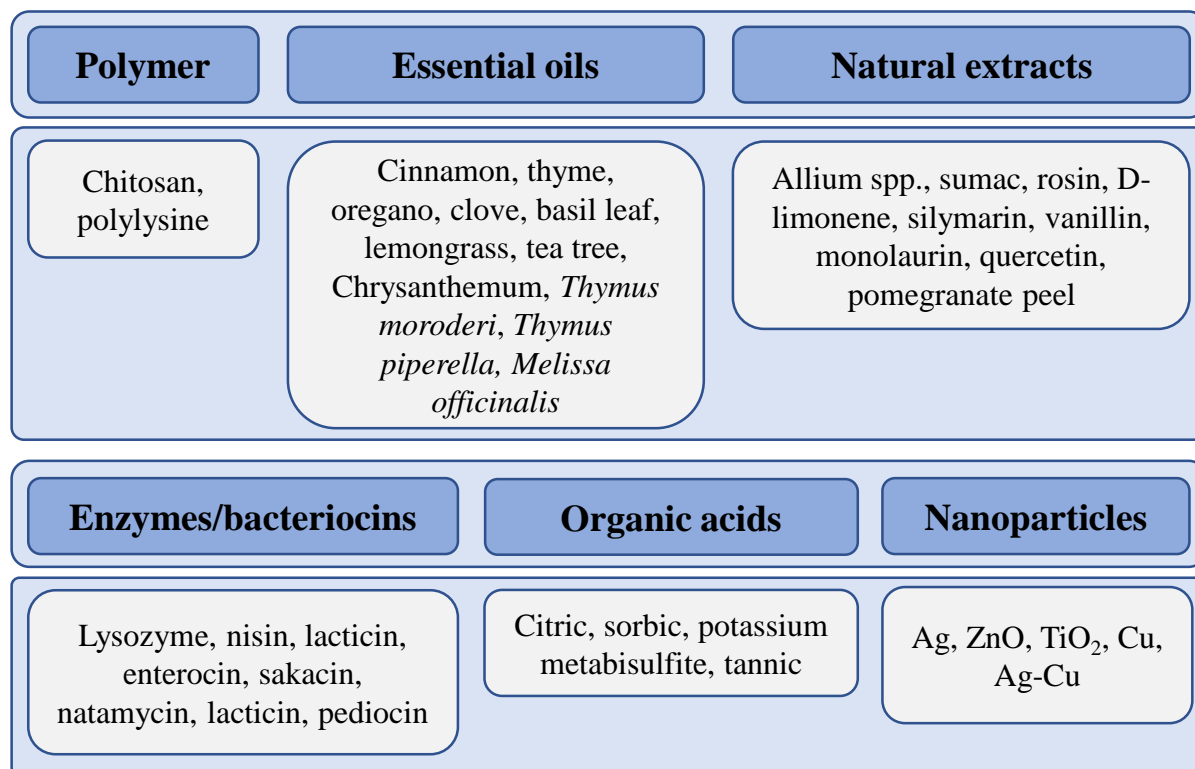 Polymer
Essential oils
Natural extracts
Chitosan,
polylysine
Cinnamon, thyme,
oregano, clove, basil leaf,
lemongrass, tea tree,
Chrysanthemum, Thymus
moroderi, Thymus
piperella, Melissa
officinalis
Allium spp., sumac, rosin, D-
limonene, silymarin, vanillin,
monolaurin, quercetin,
pomegranate peel
Enzymes/bacteriocins
Organic acids
Nanoparticles
Lysozyme, nisin, lacticin,
enterocin, sakacin,
natamycin, lacticin, pediocin
Citric, sorbic, potassium
metabisulfite, tannic
Ag, ZnO, TiO₂, Cu,
Ag-Cu